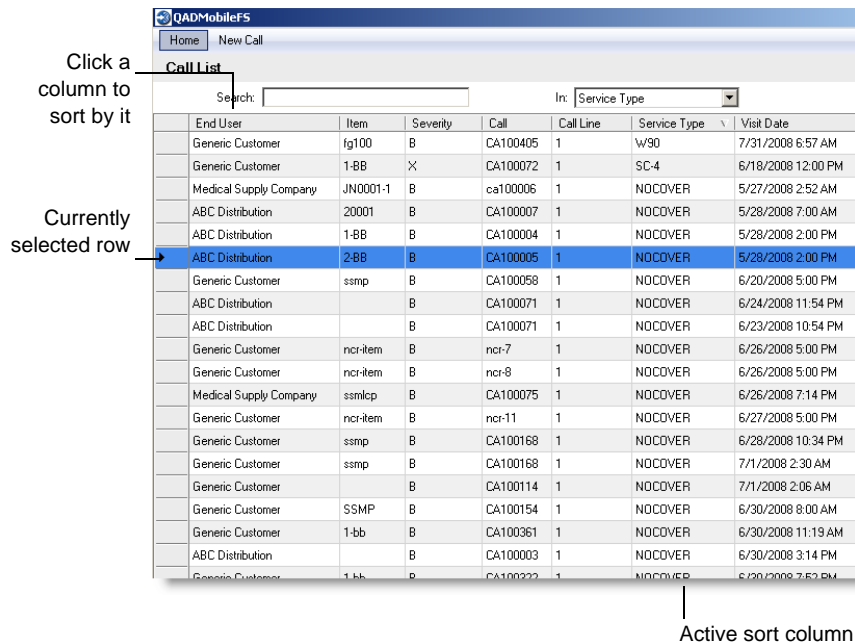 QADMobileFS
Home New Call
Call List
Click a
column to
sort by it
Search: In: Service Type
End User Item Severity Call Call Line Service Type Visit Date
Generic Customer fg100 B CA100405 1 W90 7/31/2008 6:57 AM
Generic Customer 1-BB X CA100072 1 SC-4 6/18/2008 12:00 PM
Medical Supply Company JN0001-1 B ca100006 1 NOCOVER 5/27/2008 2:52 AM
ABC Distribution 20001 B CA100007 1 NOCOVER 5/28/2008 7:00 AM
Currently
selected row
ABC Distribution 1-BB B CA100004 1 NOCOVER 5/28/2008 2:00 PM
ABC Distribution 2-BB B CA100005 1 NOCOVER 5/28/2008 2:00 PM
Generic Customer ssmp B CA100058 1 NOCOVER 6/20/2008 5:00 PM
ABC Distribution B CA100071 1 NOCOVER 6/24/2008 11:54 PM
ABC Distribution B CA100071 1 NOCOVER 6/23/2008 10:54 PM
Generic Customer ncr-item B ncr-7 1 NOCOVER 6/26/2008 5:00 PM
Generic Customer ncr-item B ncr-8 1 NOCOVER 6/26/2008 5:00 PM
Medical Supply Company ssmlcp B CA100075 1 NOCOVER 6/26/2008 7:14 PM
Generic Customer ncr-item B ncr-11 1 NOCOVER 6/27/2008 5:00 PM
Generic Customer ssmp B CA100168 1 NOCOVER 6/28/2008 10:34 PM
Generic Customer ssmp B CA100168 1 NOCOVER 7/1/2008 2:30 AM
Generic Customer B CA100114 1 NOCOVER 7/1/2008 2:06 AM
Generic Customer SSMP B CA100154 1 NOCOVER 6/30/2008 8:00 AM
Generic Customer 1-bb B CA100361 1 NOCOVER 6/30/2008 11:19 AM
ABC Distribution B CA100003 1 NOCOVER 6/30/2008 3:14 PM
Generic Customer 1-bb B CA100322 1 NOCOVER 6/30/2008 7:52 PM
Active sort column